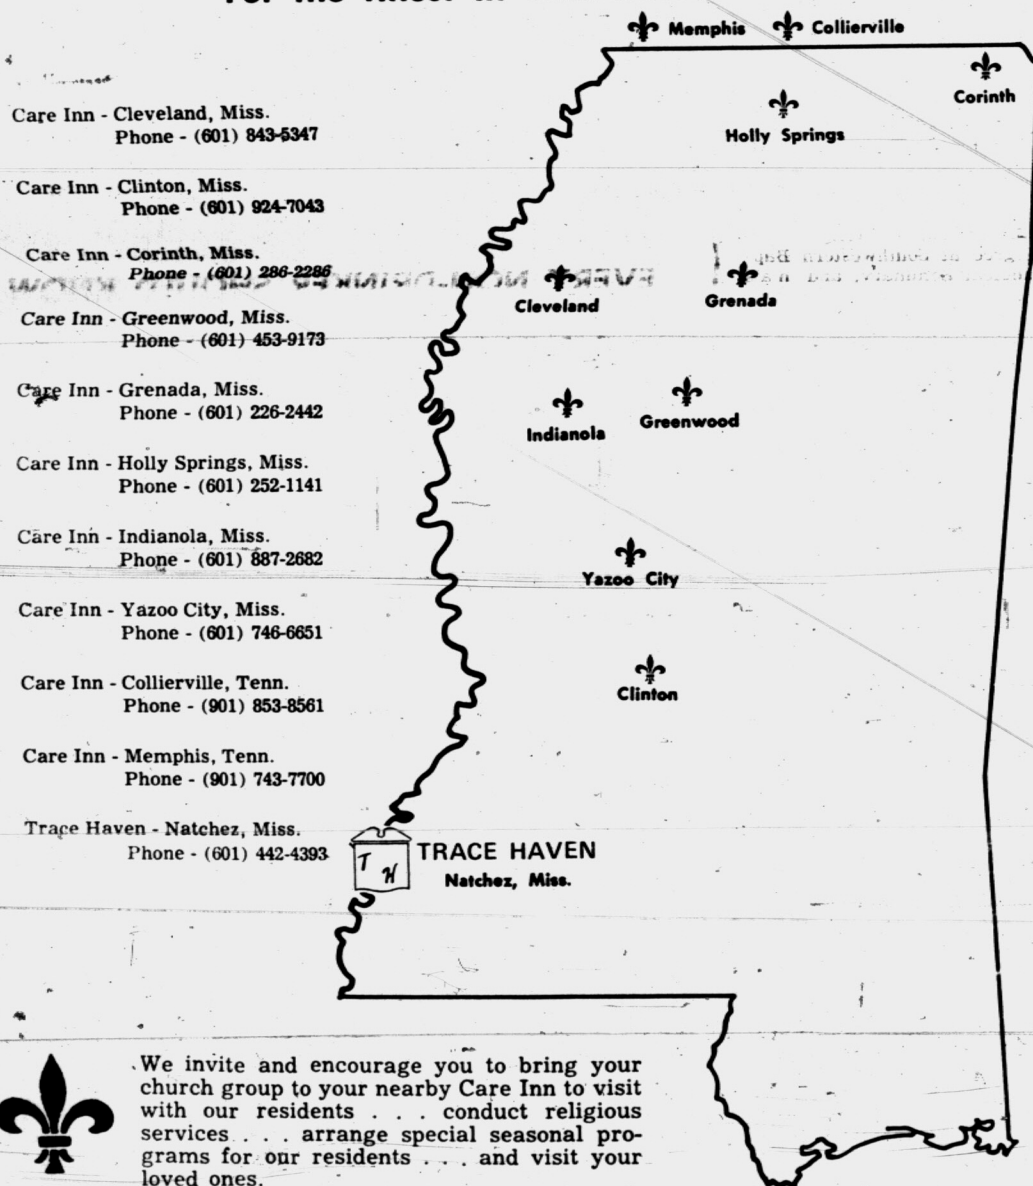 Care Inn - Cleveland, Miss.
Phone - (601) 843-5347
Care Inn - Clinton, Miss.
Phone - (601) 924-7043
Care Inn - Corinth, Miss.
Phone - (601) 286-2286
Care Inn - Greenwood, Miss.
Phone - (601) 453-9173
Care Inn - Grenada, Miss.
Phone - (601) 226-2442
Care Inn - Holly Springs, Miss.
Phone - (601) 252-1141
Care Inn - Indianola, Miss.
Phone - (601) 887-2682
Care Inn - Yazoo City, Miss.
Phone - (601) 746-6651
Care Inn - Collierville, Tenn.
Phone - (901) 853-8561
Care Inn - Memphis, Tenn.
Phone - (901) 743-7700
Trace Haven - Natchez, Miss.
Phone - (601) 442-4393
Memphis
Collierville
Corinth
Holly Springs
Cleveland
Grenada
Indianola
Greenwood
Yazoo City
Clinton
T H
TRACE HAVEN
Natchez, Miss.
We invite and encourage you to bring your
church group to your nearby Care Inn to visit
with our residents . . . conduct religious
services . . . arrange special seasonal pro-
grams for our residents . . . and visit your
loved ones.